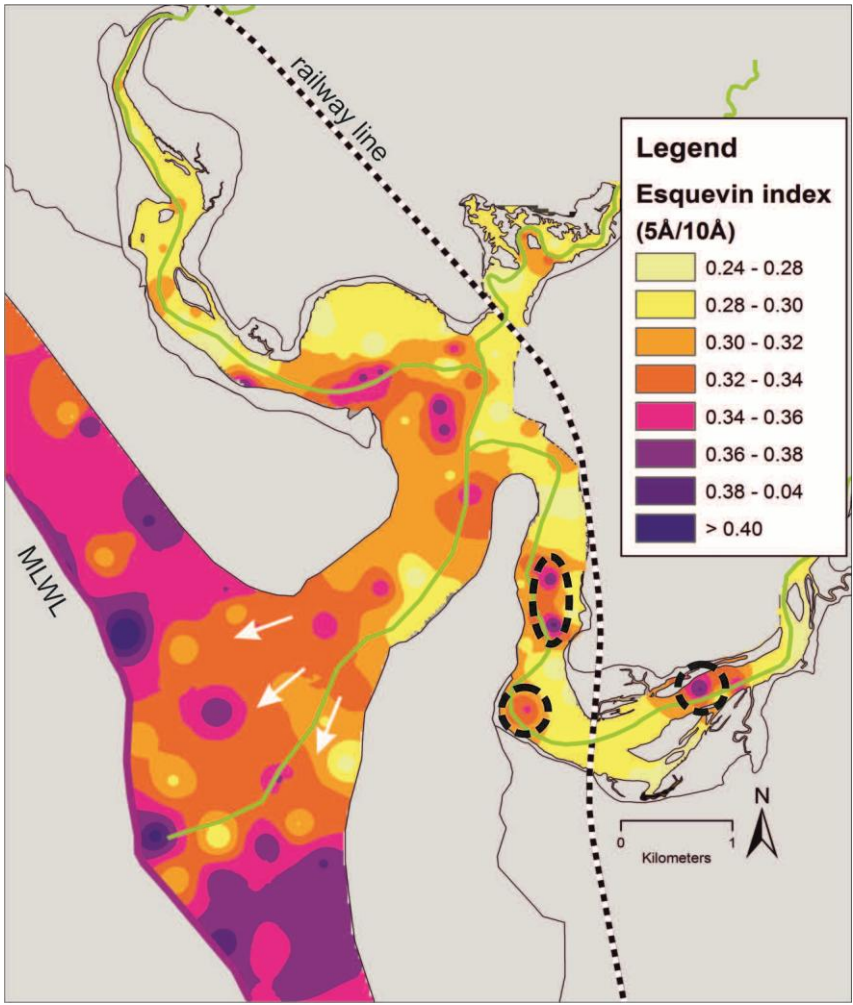 railway line
Legend
Esquevin index
(5Å/10Å)
0.24 - 0.28
0.28 - 0.30
0.30 - 0.32
0.32 - 0.34
0.34 - 0.36
0.36 - 0.38
0.38 - 0.04
> 0.40
MLWL
N
0 1
Kilometers